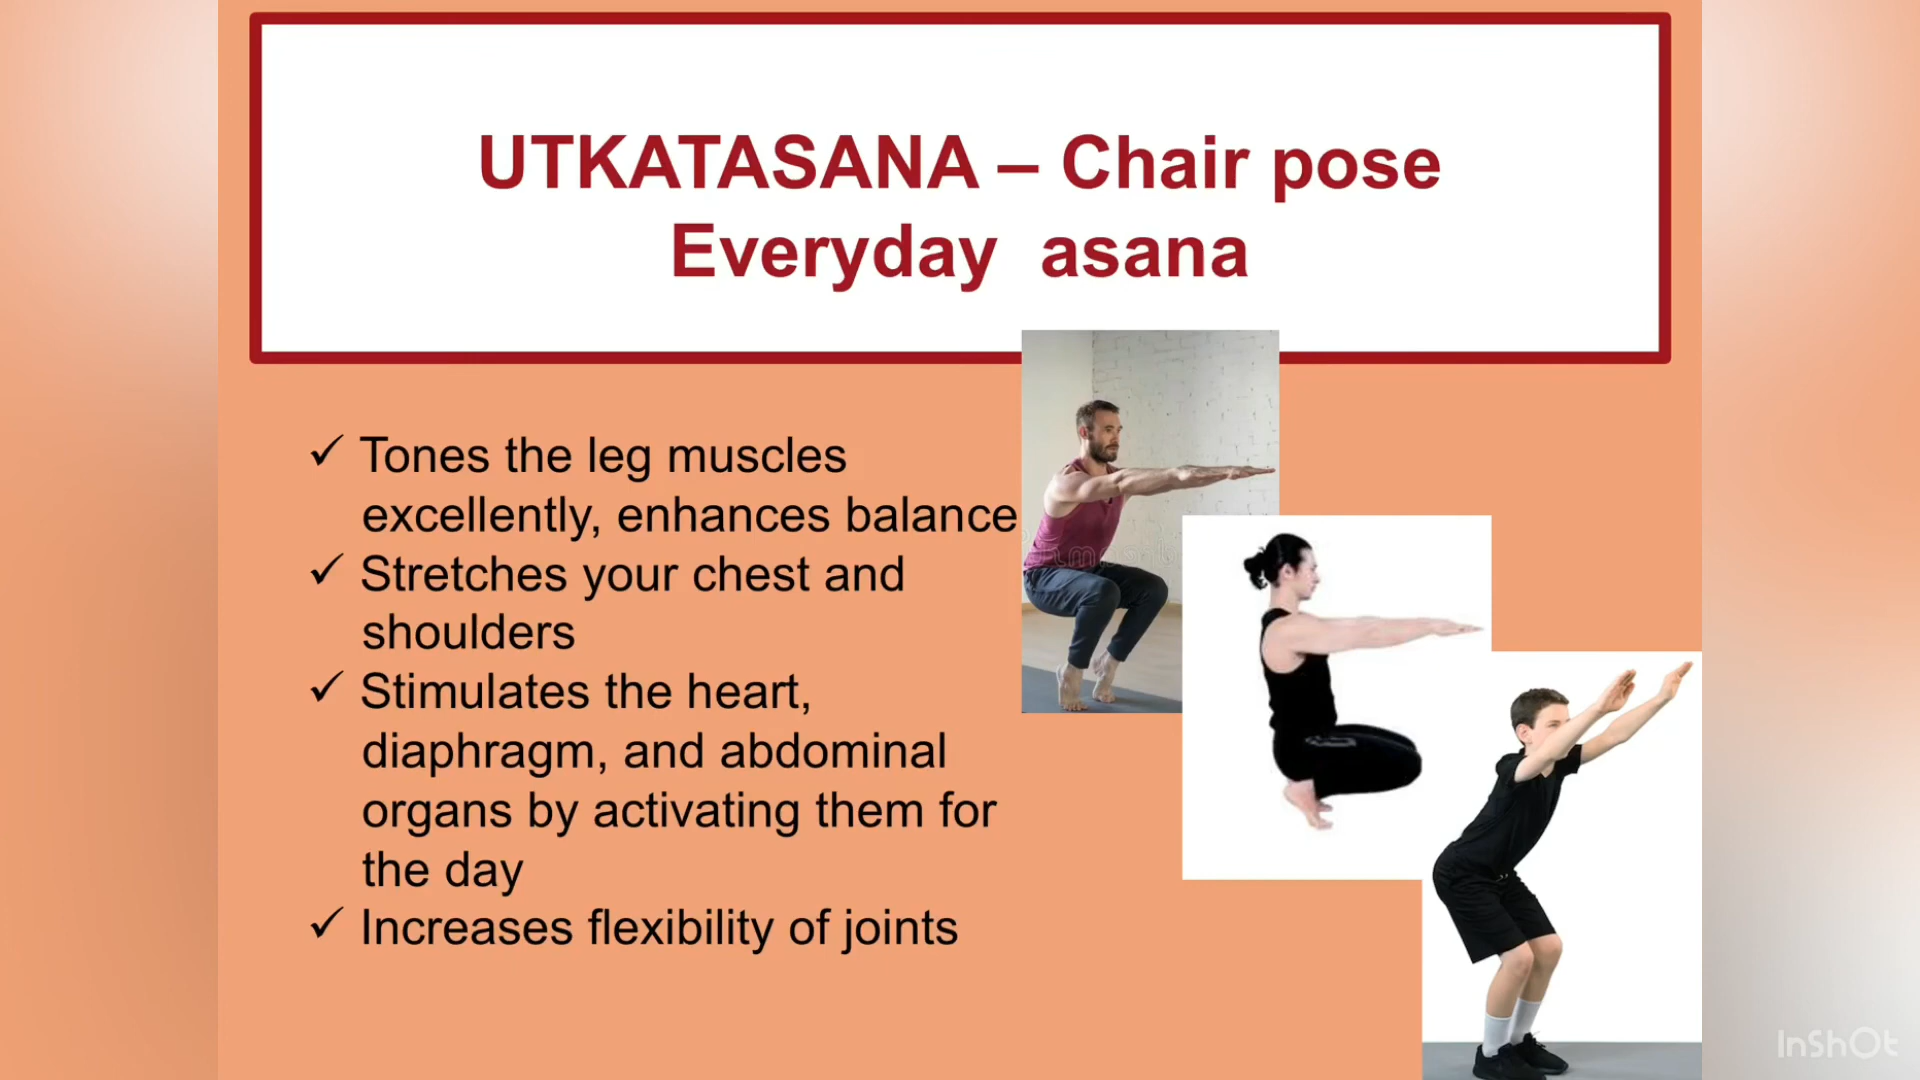 UTKATASANA – Chair pose
Everyday asana
✓ Tones the leg muscles
excellently, enhances balance
✓ Stretches your chest and
shoulders
✓ Stimulates the heart,
diaphragm, and abdominal
organs by activating them for
the day
✓ Increases flexibility of joints
InShOt